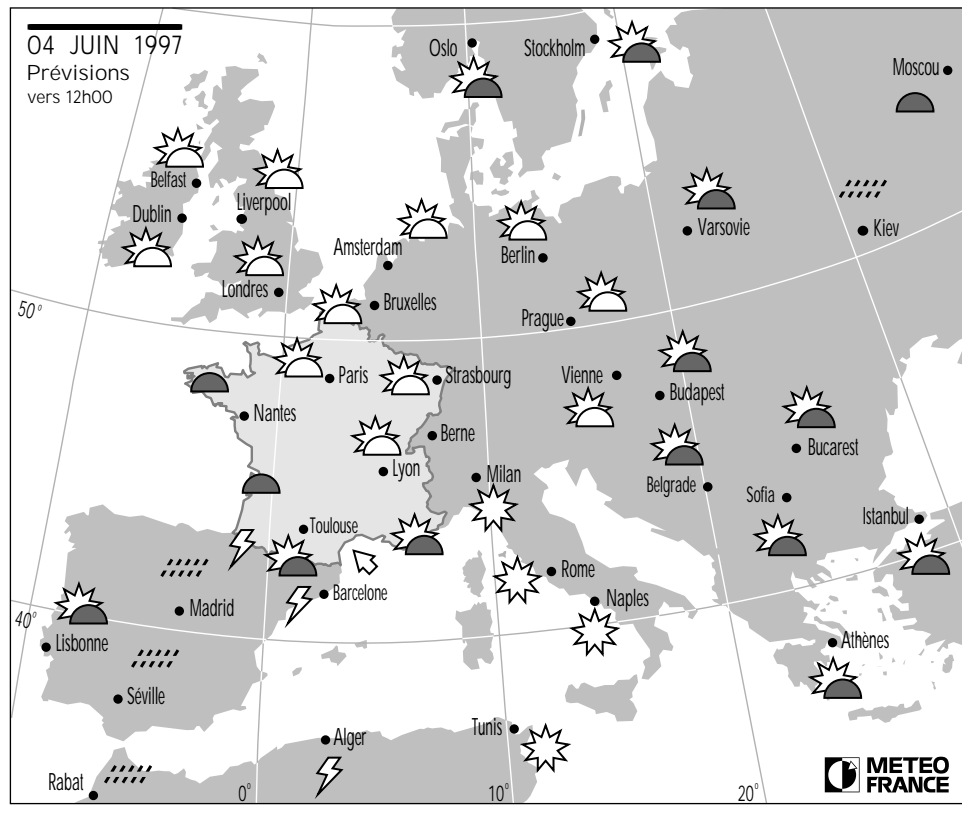 04 JUIN 1997
Prévisions
vers 12h00
Oslo
Stockholm
Moscou
Belfast
Dublin
Liverpool
Varsovie
Kiev
Amsterdam
Berlin
Londres
Bruxelles
50°
Prague
Paris
Strasbourg
Vienne
Budapest
Nantes
Berne
Bucarest
Lyon
Milan
Belgrade
Sofia
Istanbul
Toulouse
Rome
Barcelone
Naples
Madrid
40°
Lisbonne
Athènes
Séville
Tunis
Alger
Rabat
0°
10°
20°
METEO
FRANCE